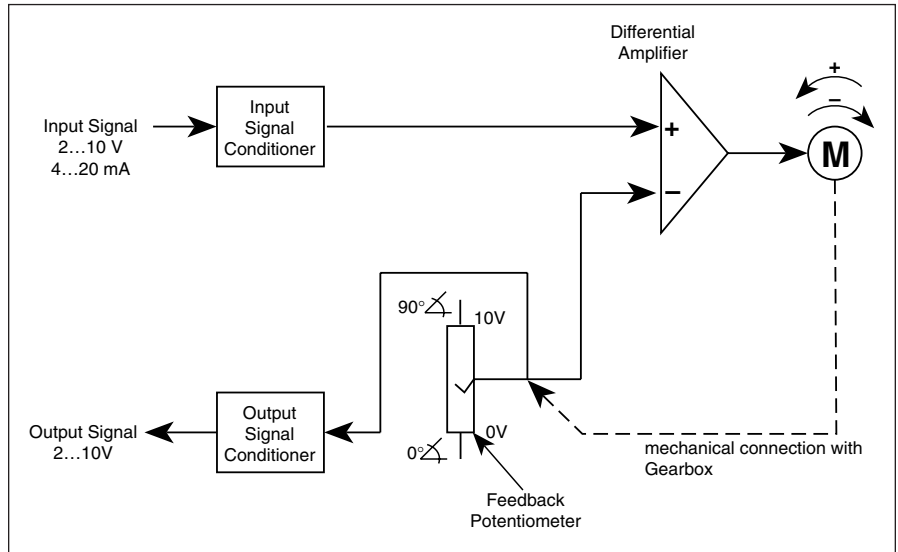 Differential
Amplifier
+
−
Input Signal
2…10 V
4…20 mA
Input
Signal
Conditioner
+
−
M
90°
10V
Output Signal
2…10V
Output
Signal
Conditioner
0°
0V
mechanical connection with
Gearbox
Feedback
Potentiometer